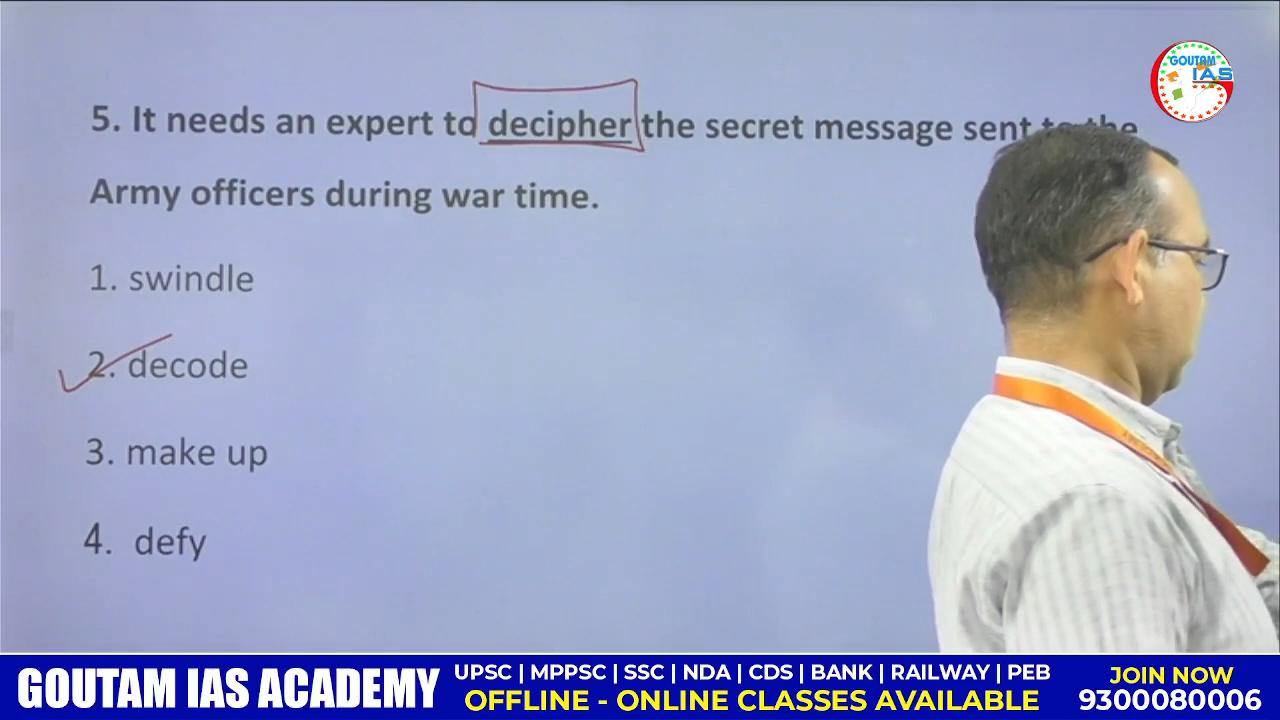 GOUTAM
IAS
5. It needs an expert to decipher the secret message sent to the
Army officers during war time.
1. swindle
2. decode
3. make up
4. defy
GOUTAM IAS ACADEMY
UPSC | MPPSC | SSC | NDA | CDS | BANK | RAILWAY | PEB
OFFLINE - ONLINE CLASSES AVAILABLE
JOIN NOW
9300080006